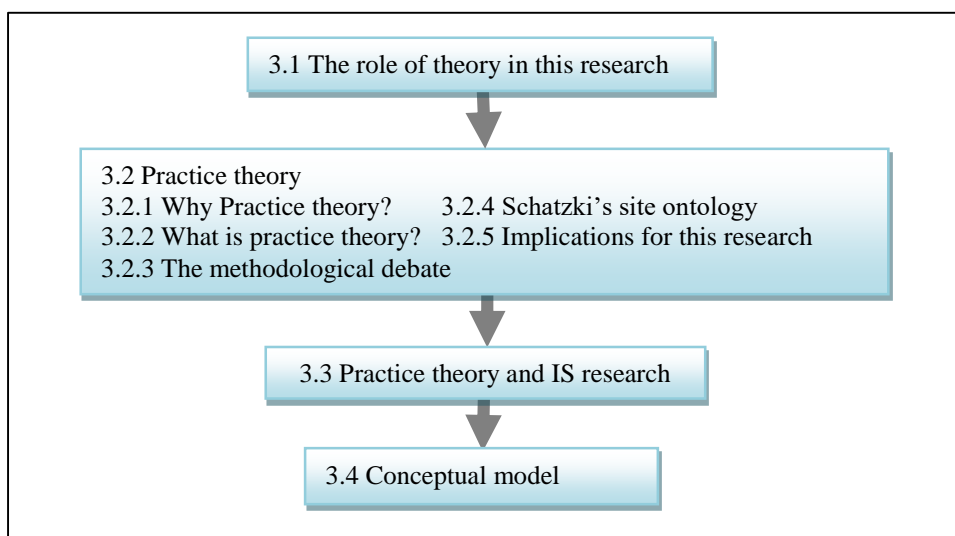 3.1 The role of theory in this research
3.2 Practice theory
3.2.1 Why Practice theory? 3.2.4 Schatzki’s site ontology
3.2.2 What is practice theory? 3.2.5 Implications for this research
3.2.3 The methodological debate
3.3 Practice theory and IS research
3.4 Conceptual model